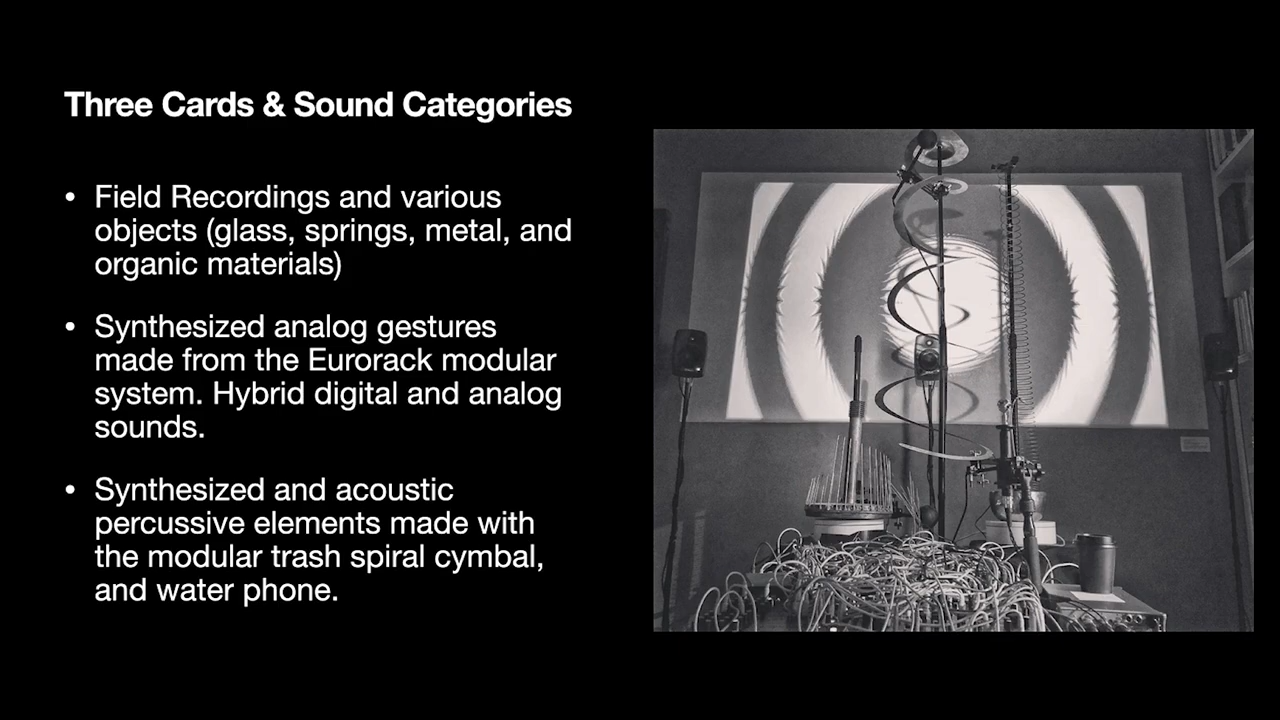 Three Cards & Sound Categories
• Field Recordings and various
objects (glass, springs, metal, and
organic materials)
• Synthesized analog gestures
made from the Eurorack modular
system. Hybrid digital and analog
sounds.
• Synthesized and acoustic
percussive elements made with
the modular trash spiral cymbal,
and water phone.